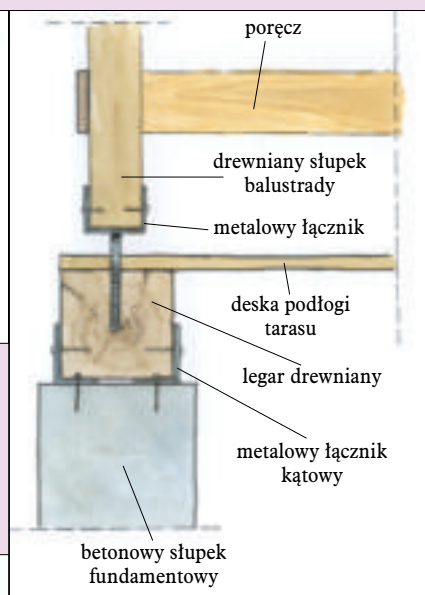 poręcz
drewniany słupek
balustrady
metalowy łącznik
deska podłogi
tarasu
legar drewniany
metalowy łącznik
kątowy
betonowy słupek
fundamentowy